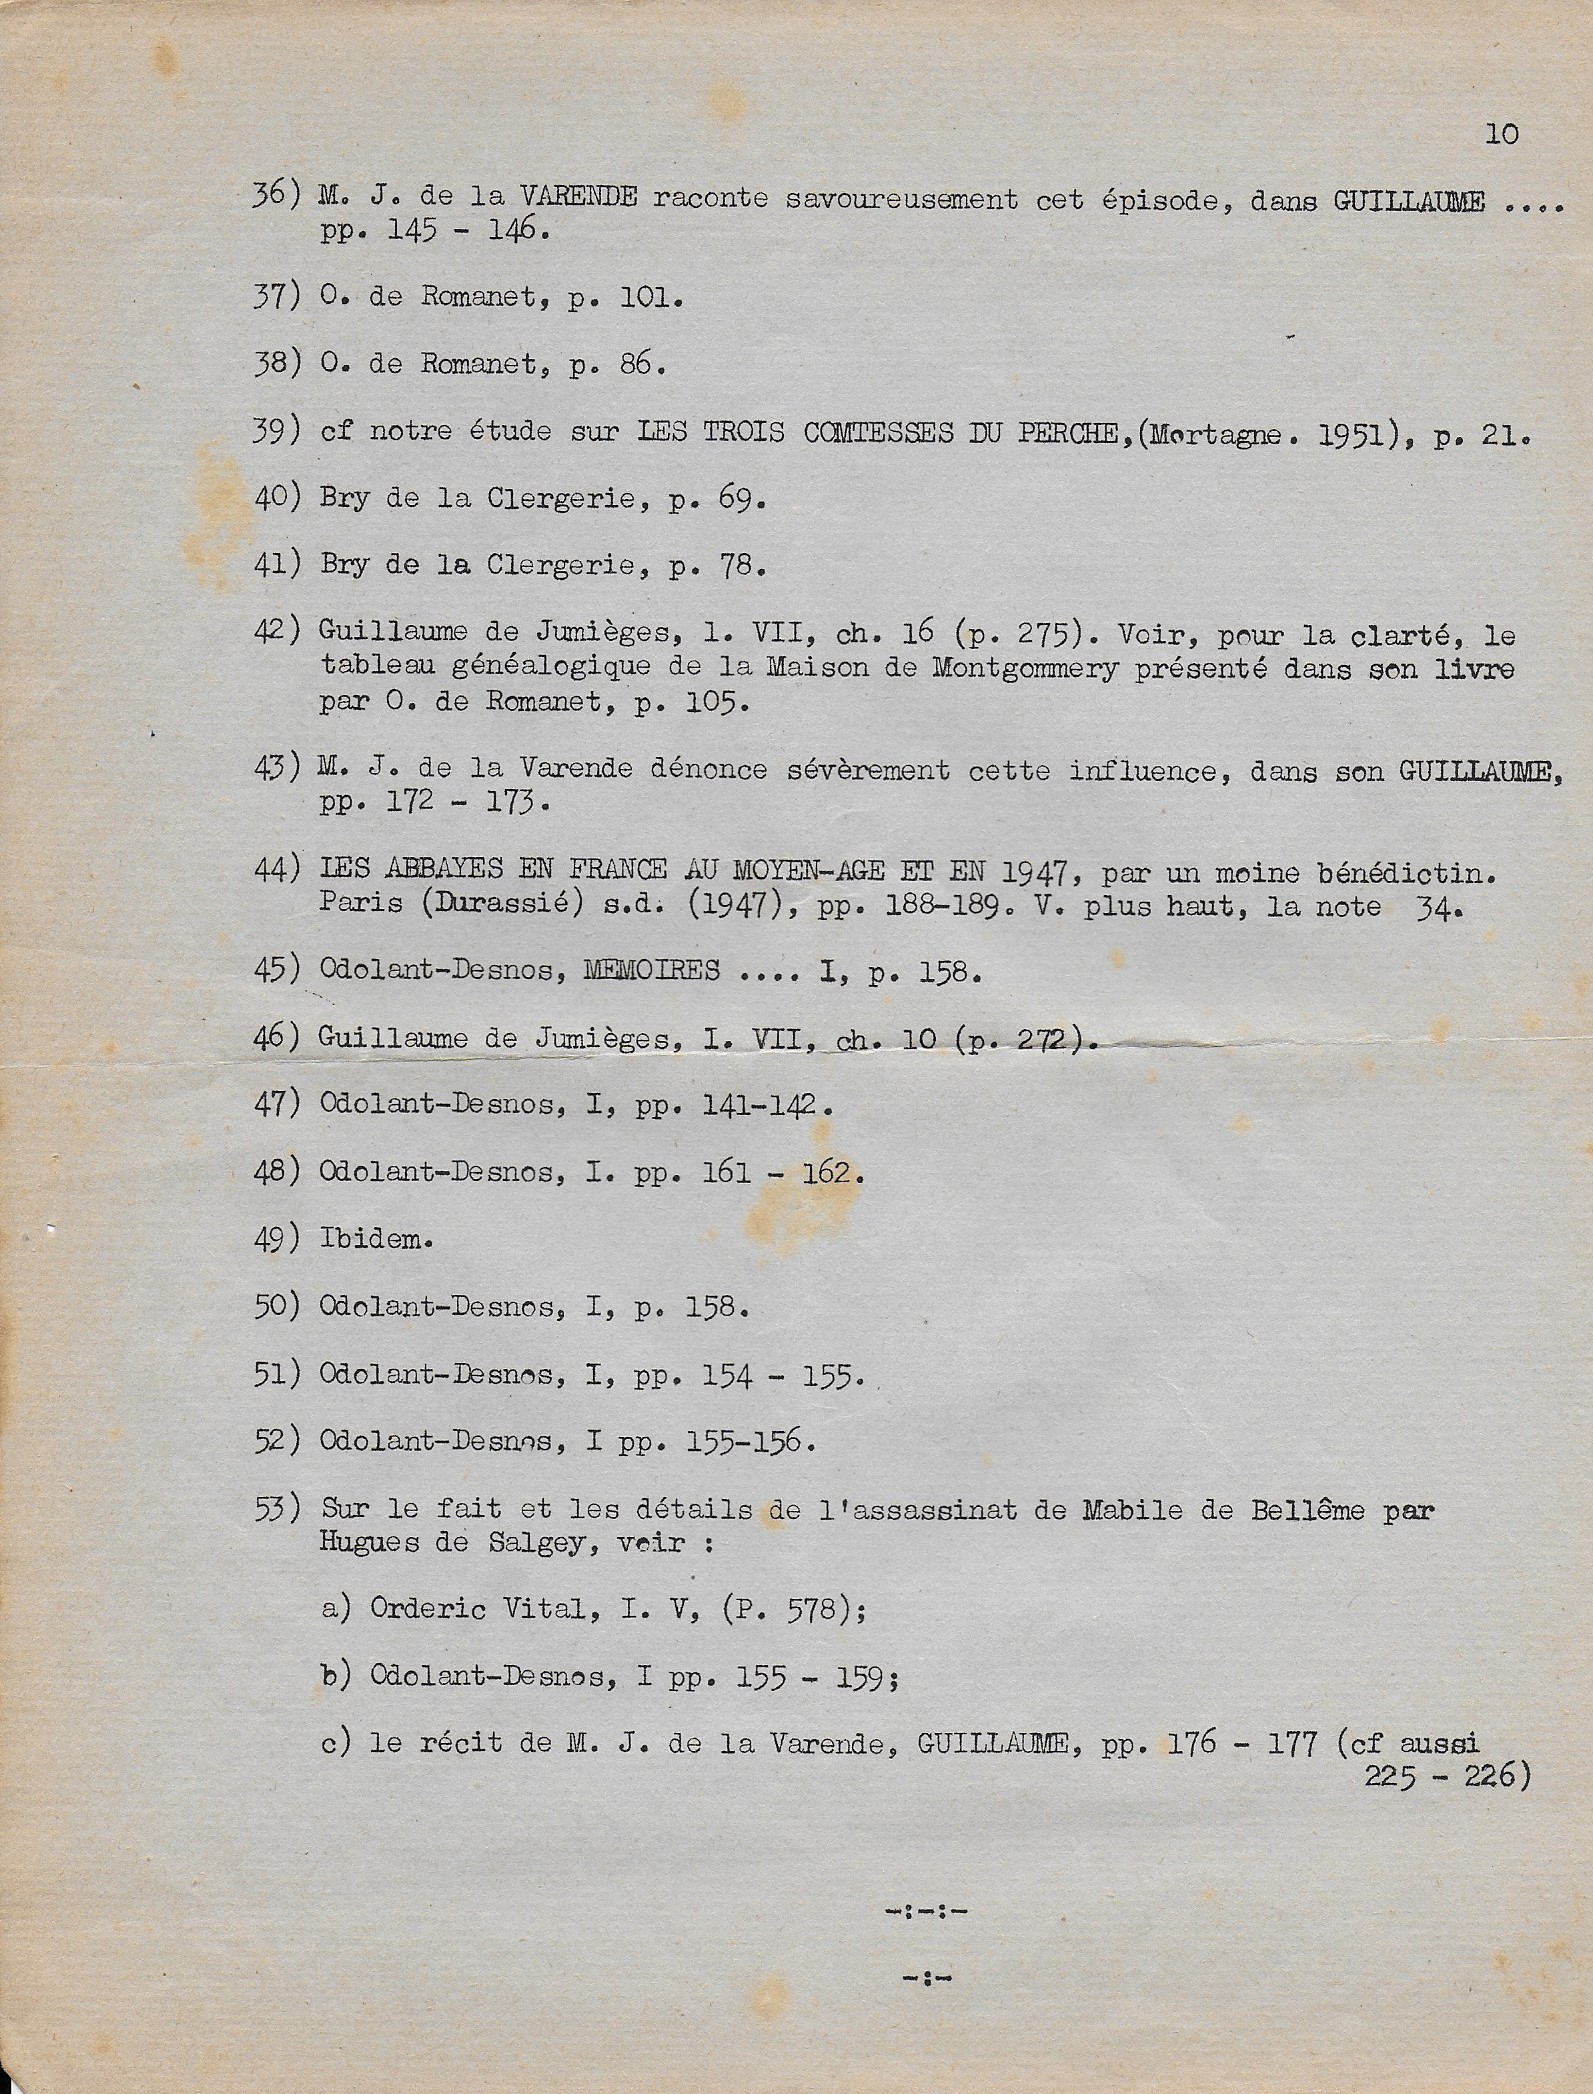 10
36) M. J. de la VARENDE raconte savoureusement cet épisode, dans GUILLAUME ....
pp. 145 - 146.
37) O. de Romanet, p. 101.
38) O. de Romanet, p. 86.
39) cf notre étude sur LES TROIS COMTESSES DU PERCHE,(Mortagne. 1951), p. 21.
40) Bry de la Clergerie, p. 69.
41) Bry de la Clergerie, p. 78.
42) Guillaume de Jumièges, l. VII, ch. 16 (p. 275). Voir, pour la clarté, le
tableau généalogique de la Maison de Montgommery présenté dans son livre
par O. de Romanet, p. 105.
43) M. J. de la Varende dénonce sévèrement cette influence, dans son GUILLAUME,
pp. 172 - 173.
44) LES ABBAYES EN FRANCE AU MOYEN-AGE ET EN 1947, par un moine bénédictin.
Paris (Durassié) s.d. (1947), pp. 188-189. V. plus haut, la note 34.
45) Odolant-Desnos, MEMOIRES .... I, p. 158.
46) Guillaume de Jumièges, I. VII, ch. 10 (p. 272).
47) Odolant-Desnos, I, pp. 141-142.
48) Odolant-Desnos, I. pp. 161 - 162.
49) Ibidem.
50) Odolant-Desnos, I, p. 158.
51) Odolant-Desnos, I, pp. 154 - 155.
52) Odolant-Desnos, I pp. 155-156.
53) Sur le fait et les détails de l'assassinat de Mabile de Bellême par
Hugues de Salgey, voir :
a) Orderic Vital, I. V, (P. 578);
b) Odolant-Desnos, I pp. 155 - 159;
c) le récit de M. J. de la Varende, GUILLAUME, pp. 176 - 177 (cf aussi
225 - 226)
-:-:-
-:-